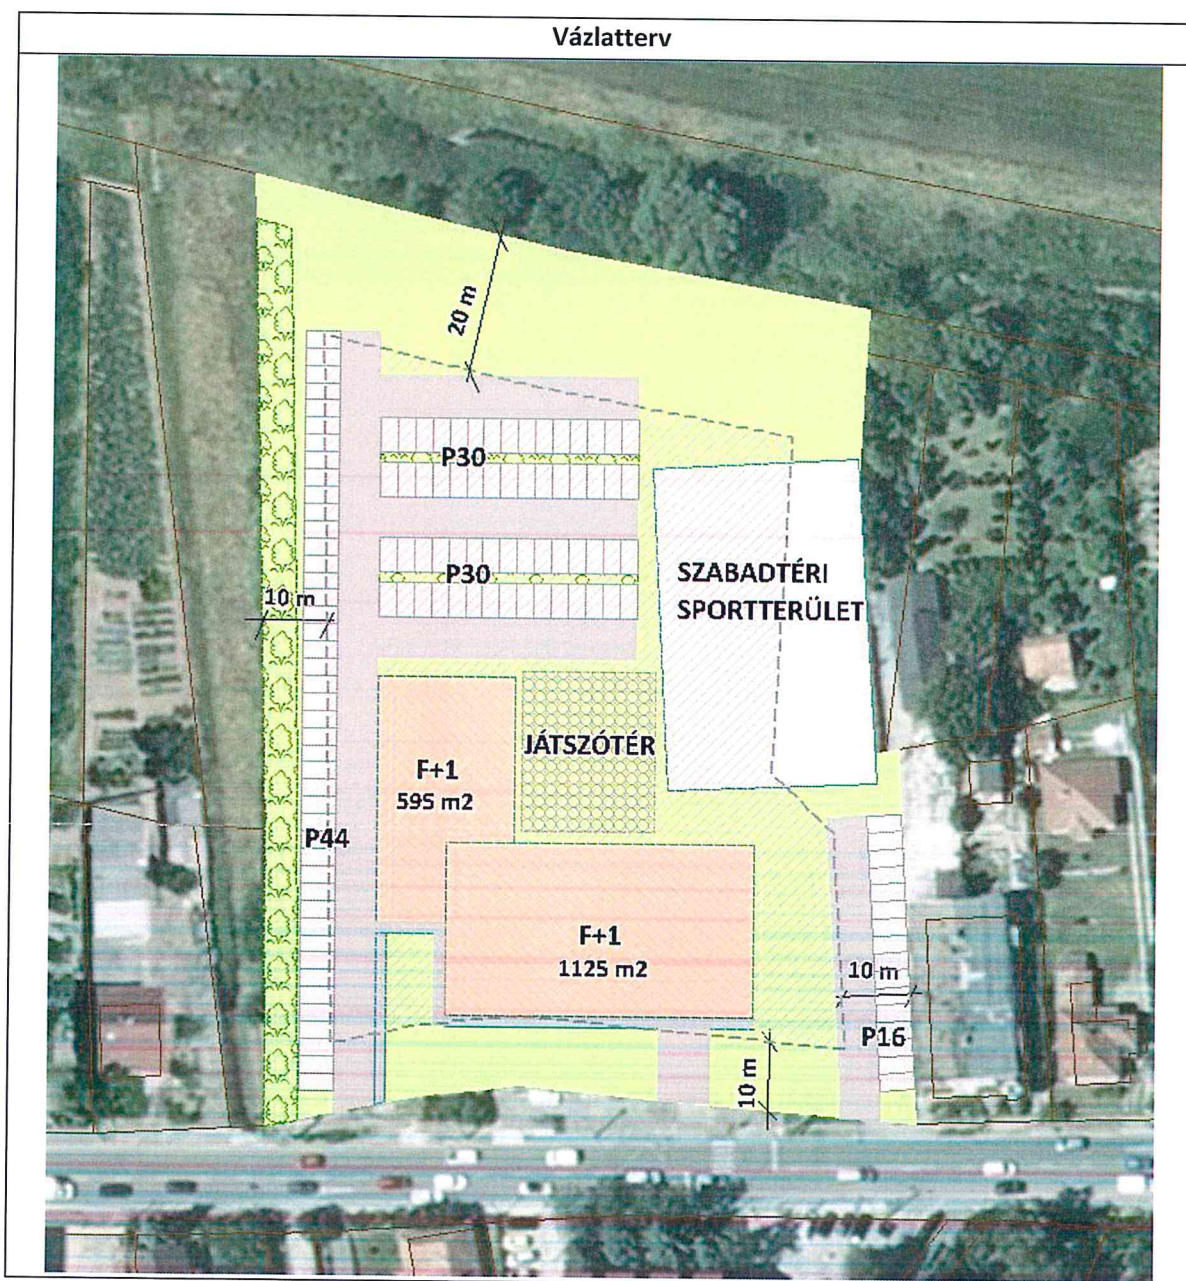 Vázlatterv
20 m
P30
P30
SZABADTÉRI
SPORTTERÜLET
10 m
JÁTSZÓTÉR
F+1
595 m2
P44
F+1
1125 m2
10 m
P16
10 m